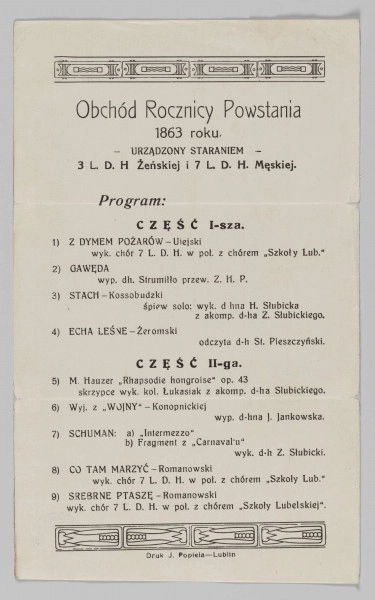 Obchód Rocznicy Powstania
1863 roku.
– URZĄDZONY STARANIEM –
3 L. D. H Żeńskiej i 7 L. D. H. Męskiej.
Program:
CZĘŚĆ I-sza.
1) Z DYMEM POŻARÓW – Ujejski
wyk. chór 7 L. D. H. w poł. z chórem „Szkoły Lub.“
2) GAWĘDA
wyp. dh. Strumiłło przew. Z. H. P.
3) STACH – Kossobudzki
śpiew solo: wyk. d-hna H. Słubicka
z akomp. d-ha Z. Słubickiego.
4) ECHA LEŚNE – Żeromski
odczyta d-h St. Pleszczyński.
CZĘŚĆ II-ga.
5) M. Hauzer „Rhapsodie hongroise“ op. 43
skrzypce wyk. kol. Łukasiak z akomp. d-ha Słubickiego.
6) Wyj. z „WOJNY“ – Konopnickiej
wyp. d-hna J. Jankowska.
7) SCHUMAN: a) „Intermezzo“
b) Fragment z „Carnaval'u“
wyk. d-h Z. Słubicki.
8) CO TAM MARZYĆ – Romanowski
wyk. chór 7 L. D. H. w poł. z chórem „Szkoły Lub.“
9) SREBRNE PTASZĘ – Romanowski
wyk. chór 7 L. D. H. w poł. z chórem „Szkoły Lubelskiej“.
Druk J. Popiela—Lublin